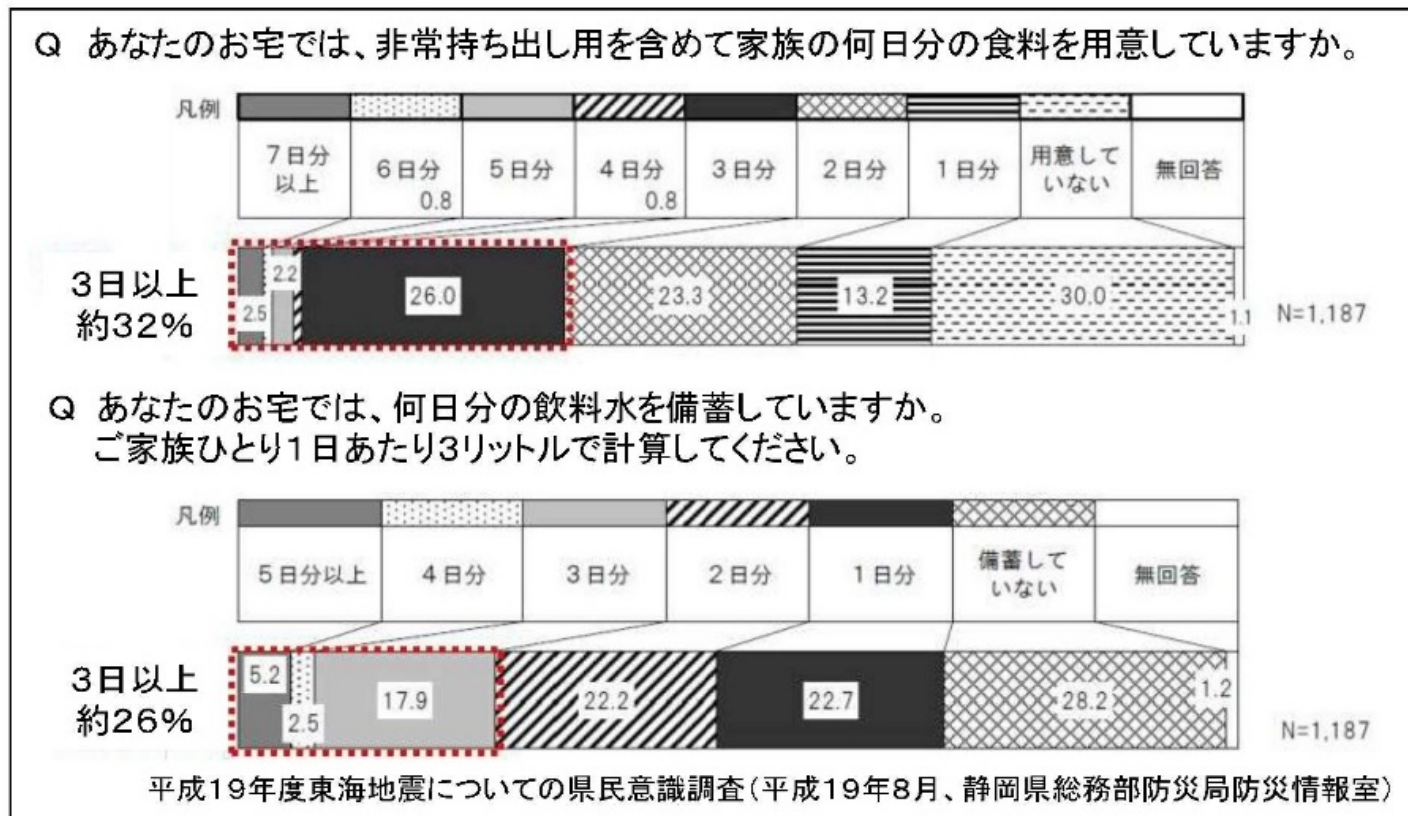 Q あなたのお宅では、非常持ち出し用を含めて家族の何日分の食料を用意していますか。
凡例
7日分
以上
6日分
0.8
5日分
4日分
0.8
3日分
2日分
1日分
用意して
いない
無回答
3日以上
約32%
2.5
2.2
26.0
23.3
13.2
30.0
1.1
N=1,187
Q あなたのお宅では、何日分の飲料水を備蓄していますか。
ご家族ひとり1日あたり3リットルで計算してください。
凡例
5日分以上
4日分
3日分
2日分
1日分
備蓄して
いない
無回答
3日以上
約26%
5.2
2.5
17.9
22.2
22.7
28.2
1.2
N=1,187
平成19年度東海地震についての県民意識調査(平成19年8月、静岡県総務部防災局防災情報室)